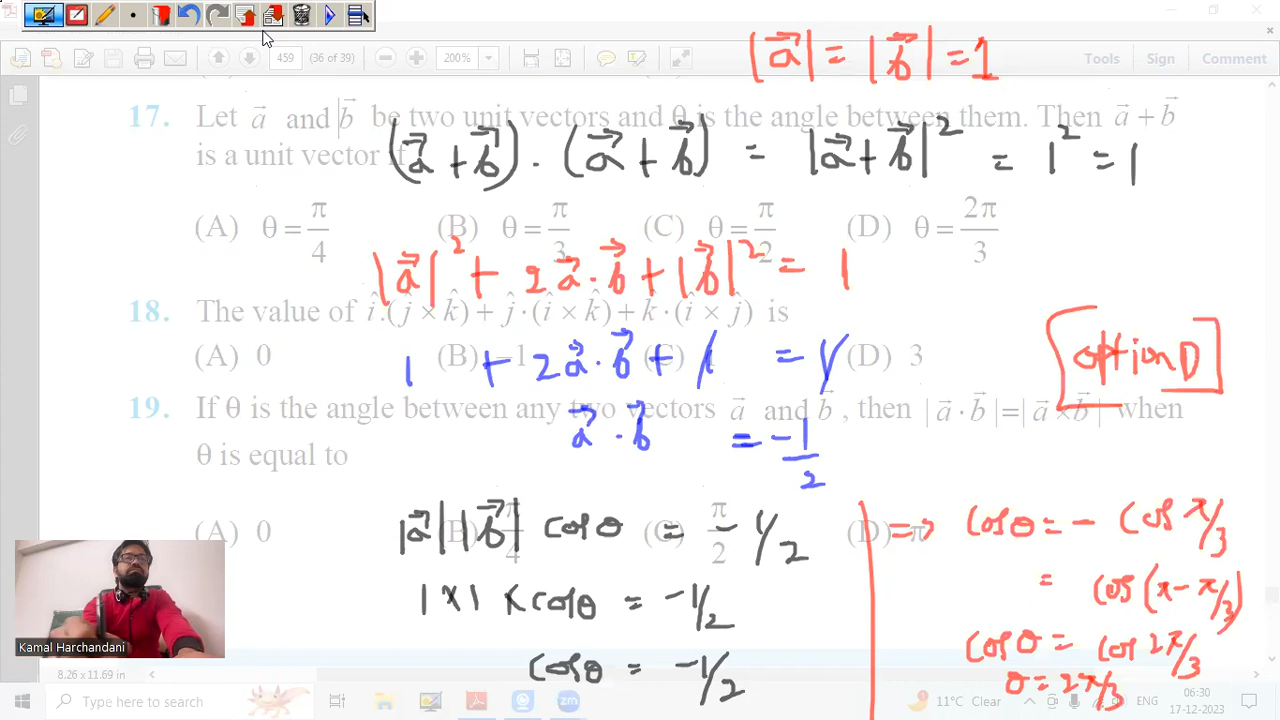 459 (36 of 39) 200% Tools Sign Comment
|a⃗| = |b⃗| = 1
17. Let a⃗ and b⃗ be two unit vectors and θ is the angle between them. Then a⃗ + b⃗
is a unit vector if
(a⃗ + b⃗) . (a⃗ + b⃗) = |a⃗ + b⃗|² = 1² = 1
(A) θ = π/4 (B) θ = π/3 (C) θ = π/2 (D) θ = 2π/3
|a⃗|² + 2a⃗.b⃗ + |b⃗|² = 1
18. The value of î.(ĵ × k̂) + ĵ·(î × k̂) + k̂·(î × ĵ) is
(A) 0 (B) −1 (C) 1 (D) 3
1 + 2a⃗.b⃗ + 1 = 1
option D
19. If θ is the angle between any two vectors a⃗ and b⃗, then |a⃗·b⃗|=|a⃗×b⃗| when
a⃗.b⃗ = -1/2
θ is equal to
(A) 0 (B) π/4 (C) π/2 (D) π
|a⃗||b⃗| cosθ = -1/2
1×1 × cosθ = -1/2
cosθ = -1/2
=> cosθ = - cos π/3
= cos(π - π/3)
cosθ = cos 2π/3
θ = 2π/3
Kamal Harchandani
8.26 x 11.69 in
Type here to search
11°C Clear ENG 06:30
17-12-2023